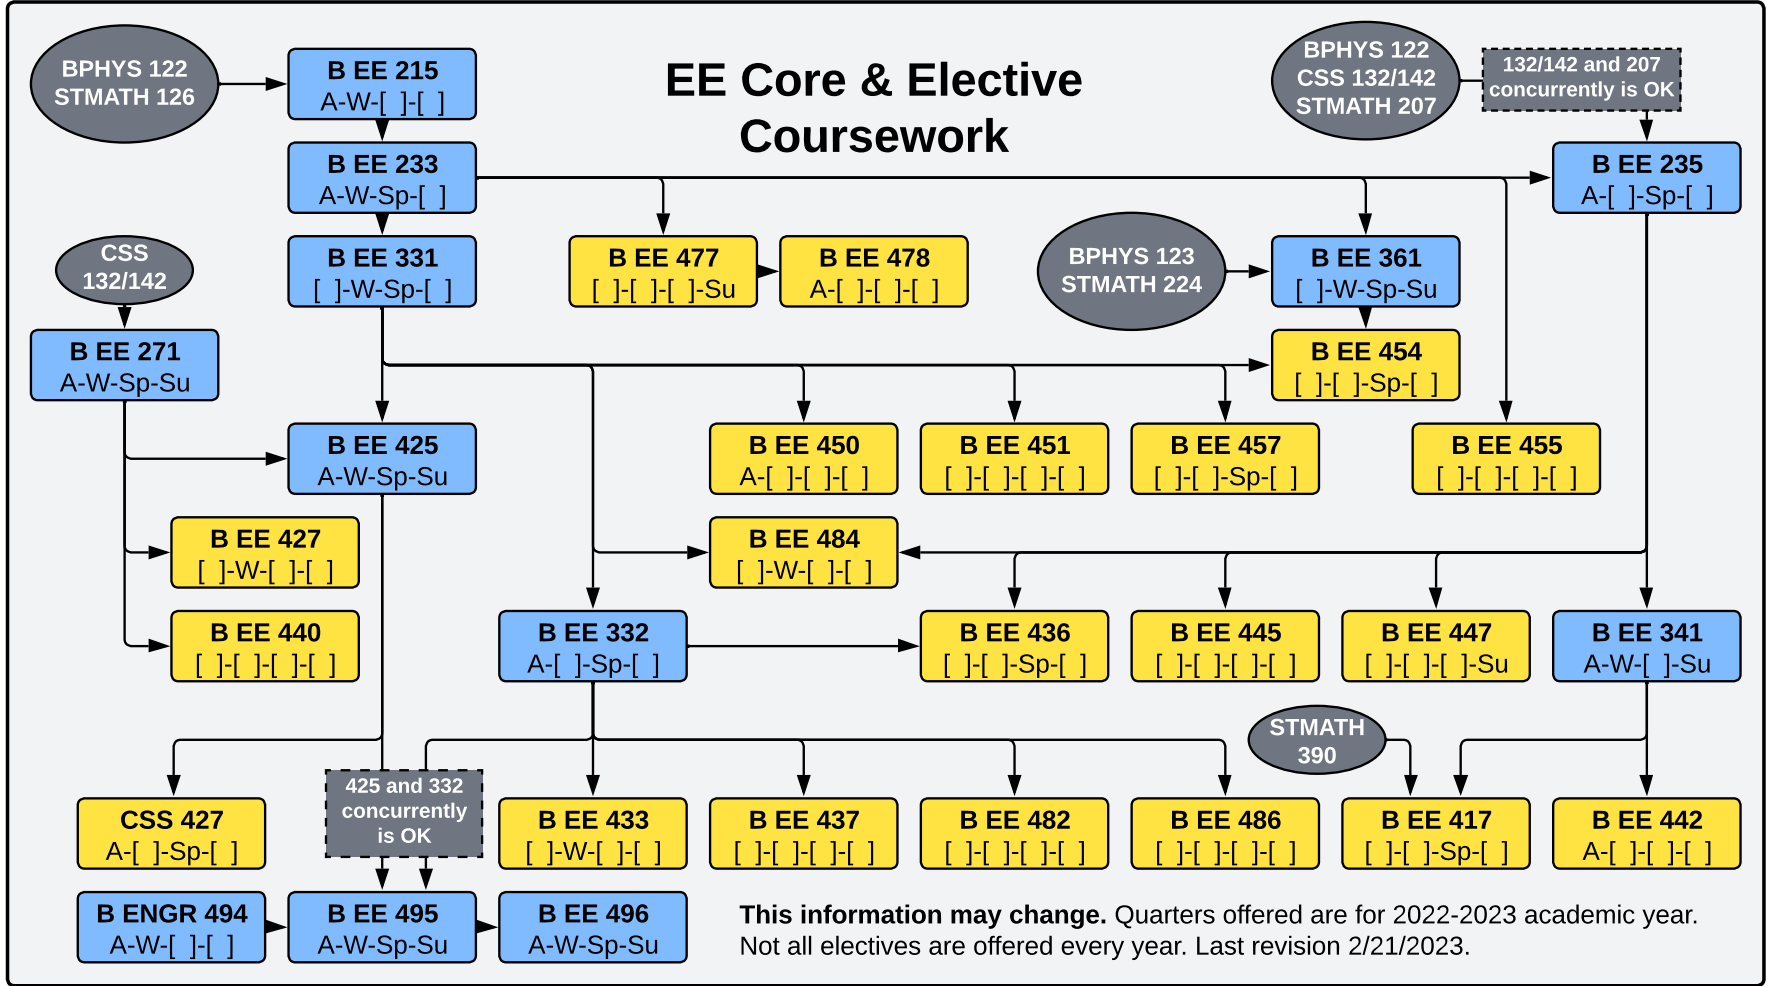 BPHYS 122
STMATH 126
B EE 215
A-W-[ ]-[ ]
EE Core & Elective
Coursework
BPHYS 122
CSS 132/142
STMATH 207
132/142 and 207
concurrently is OK
B EE 233
A-W-Sp-[ ]
B EE 235
A-[ ]-Sp-[ ]
CSS
132/142
B EE 331
[ ]-W-Sp-[ ]
B EE 477
[ ]-[ ]-[ ]-Su
B EE 478
A-[ ]-[ ]-[ ]
BPHYS 123
STMATH 224
B EE 361
[ ]-W-Sp-Su
B EE 271
A-W-Sp-Su
B EE 454
[ ]-[ ]-Sp-[ ]
B EE 425
A-W-Sp-Su
B EE 450
A-[ ]-[ ]-[ ]
B EE 451
[ ]-[ ]-[ ]-[ ]
B EE 457
[ ]-[ ]-Sp-[ ]
B EE 455
[ ]-[ ]-[ ]-[ ]
B EE 427
[ ]-W-[ ]-[ ]
B EE 484
[ ]-W-[ ]-[ ]
B EE 440
[ ]-[ ]-[ ]-[ ]
B EE 332
A-[ ]-Sp-[ ]
B EE 436
[ ]-[ ]-Sp-[ ]
B EE 445
[ ]-[ ]-[ ]-[ ]
B EE 447
[ ]-[ ]-[ ]-Su
B EE 341
A-W-[ ]-Su
STMATH
390
425 and 332
concurrently
is OK
CSS 427
A-[ ]-Sp-[ ]
B EE 433
[ ]-W-[ ]-[ ]
B EE 437
[ ]-[ ]-[ ]-[ ]
B EE 482
[ ]-[ ]-[ ]-[ ]
B EE 486
[ ]-[ ]-[ ]-[ ]
B EE 417
[ ]-[ ]-Sp-[ ]
B EE 442
A-[ ]-[ ]-[ ]
B ENGR 494
A-W-[ ]-[ ]
B EE 495
A-W-Sp-Su
B EE 496
A-W-Sp-Su
This information may change. Quarters offered are for 2022-2023 academic year.
Not all electives are offered every year. Last revision 2/21/2023.